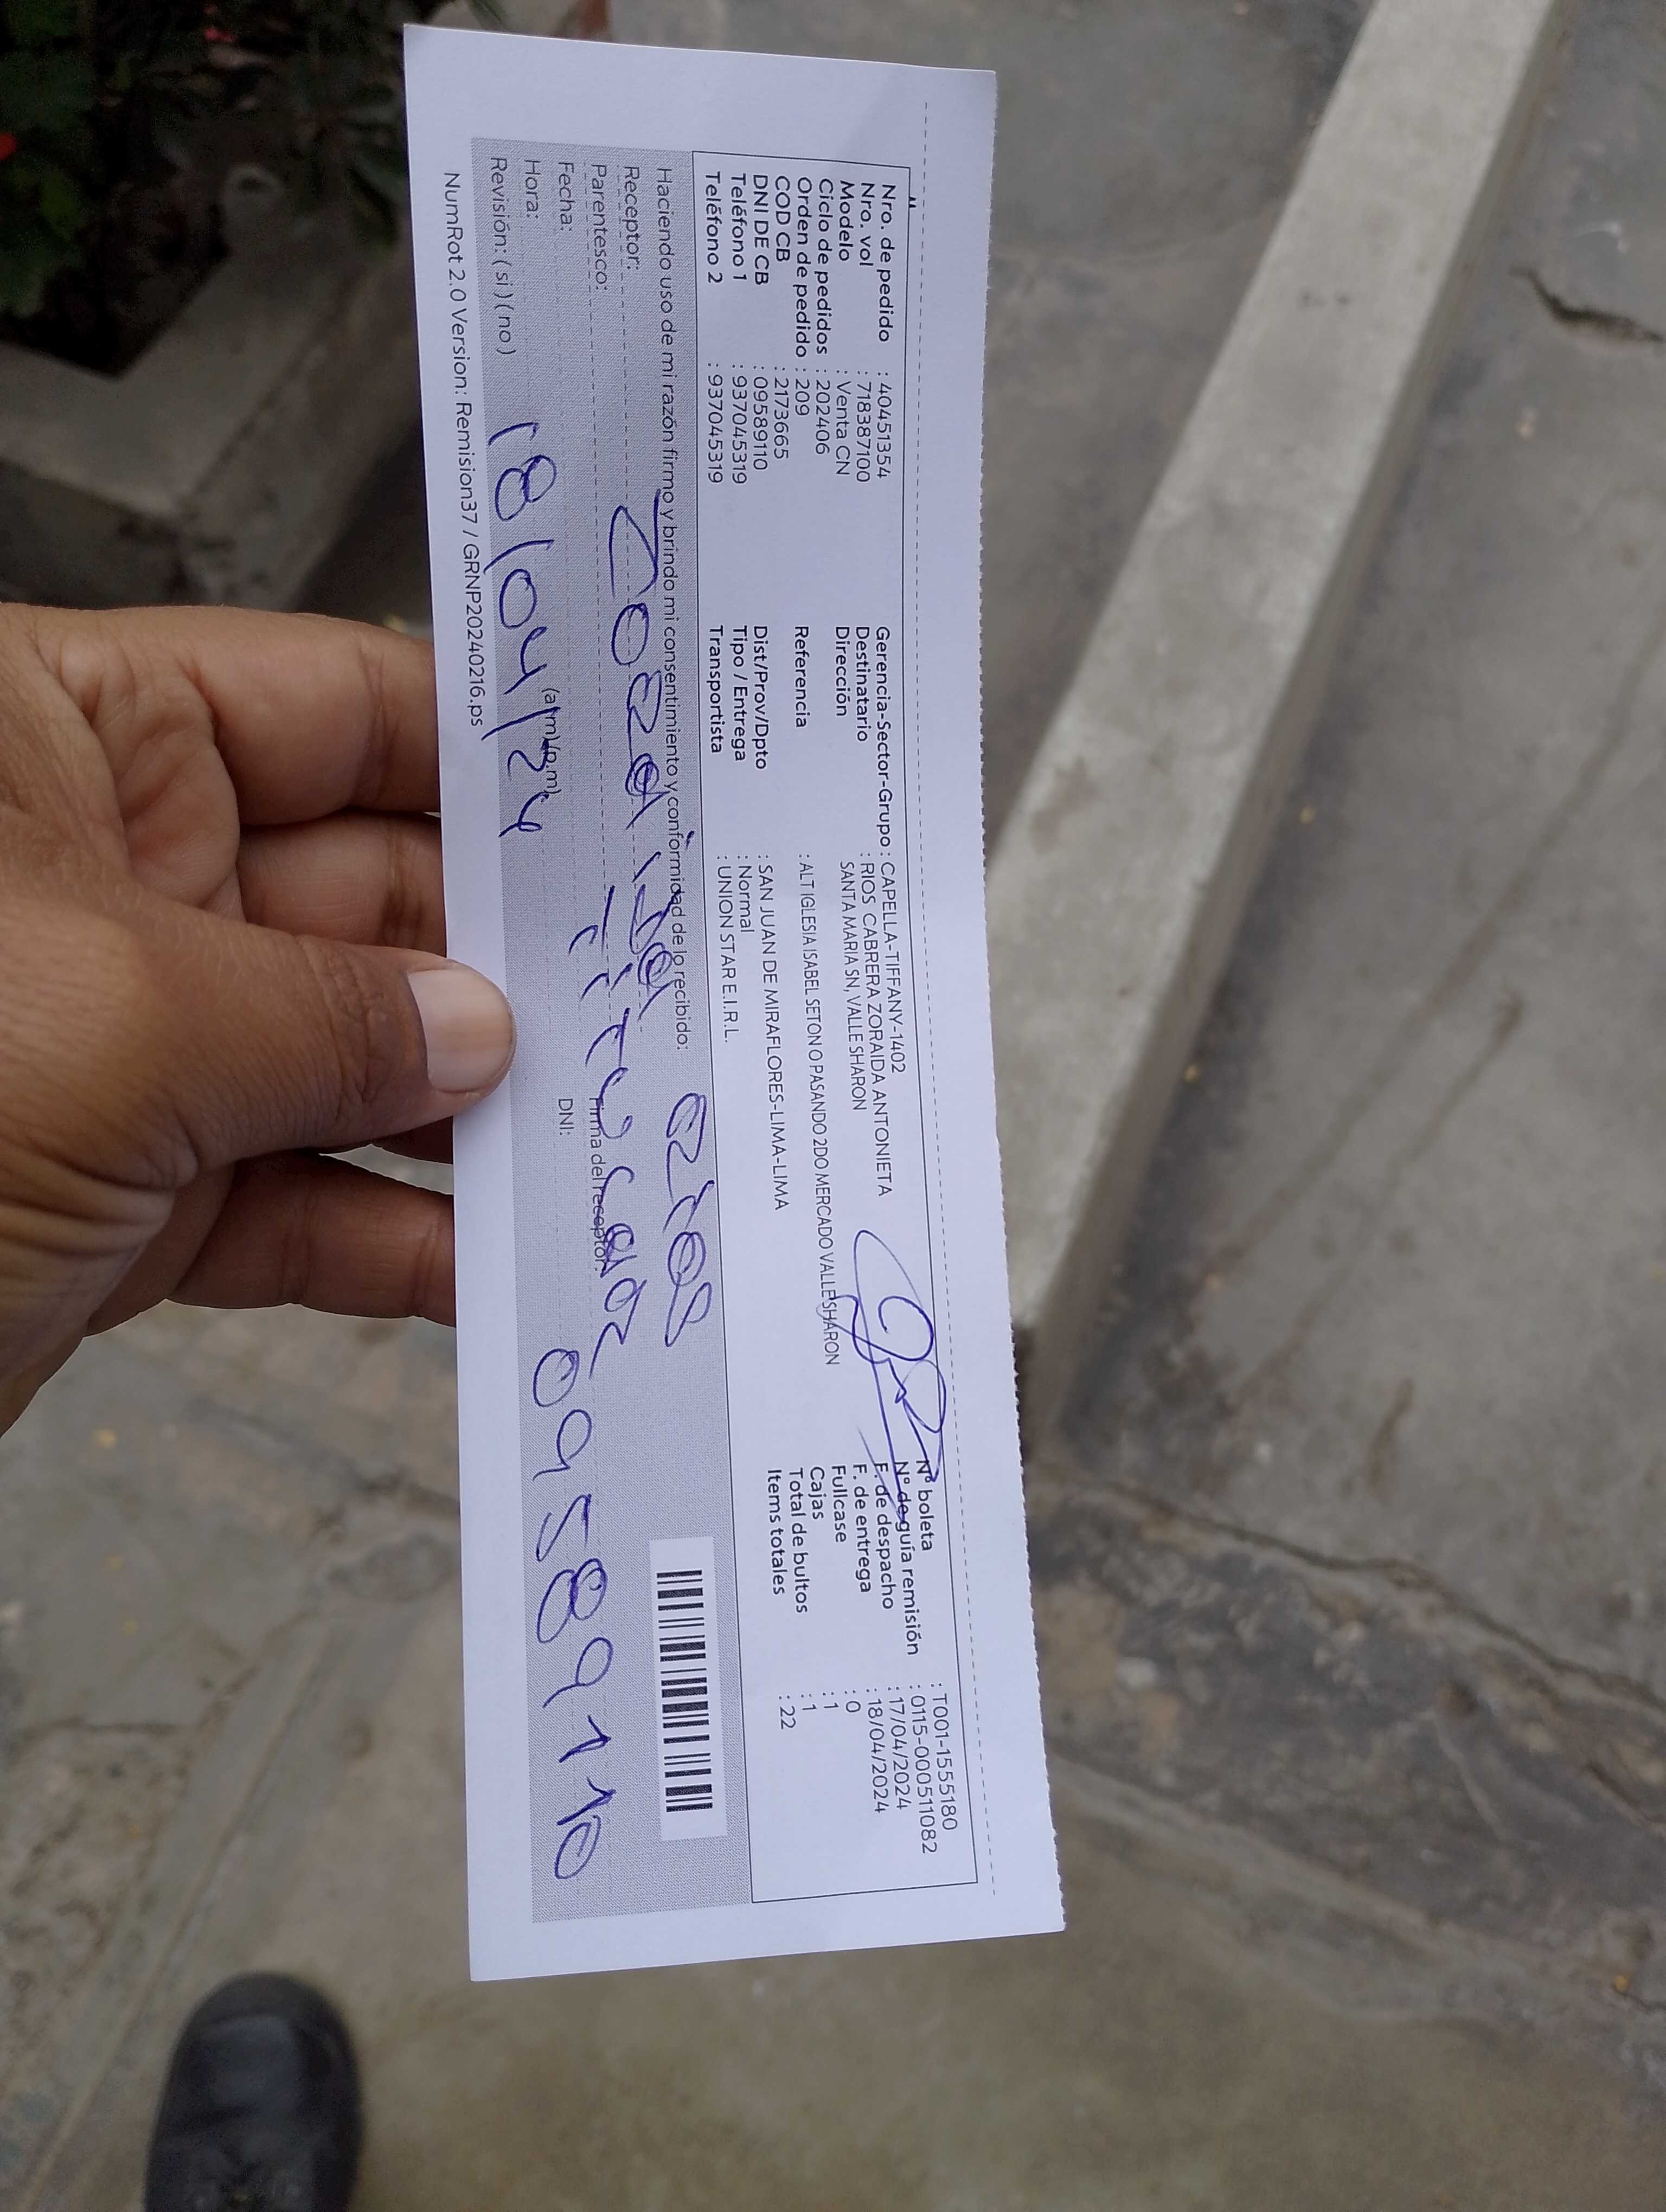 Nro. de pedido : 40451354
Nro. vol : 718387100
Modelo : Venta CN
Ciclo de pedidos : 202406
Orden de pedido : 209
COD CB : 2173665
DNI DE CB : 09589110
Teléfono 1 : 937045319
Teléfono 2 : 937045319
Gerencia-Sector-Grupo : CAPELLA-TIFFANY-1402
Destinatario : RIOS CABRERA ZORAIDA ANTONIETA
Dirección SANTA MARIA SN, VALLE SHARON
Referencia : ALT IGLESIA ISABEL SETON O PASANDO 2DO MERCADO VALLE SHARON
Dist/Prov/Dpto : SAN JUAN DE MIRAFLORES-LIMA-LIMA
Tipo / Entrega : Normal
Transportista : UNION STAR E.I.R.L.
Nº boleta : T001-1555180
Nº de guía remisión : 0115-000511082
F. de despacho : 17/04/2024
F. de entrega : 18/04/2024
Fullcase : 0
Cajas : 1
Total de bultos : 1
Items totales : 22
Haciendo uso de mi razón firmo y brindo mi consentimiento y conformidad de lo recibido:
Receptor: Zoraida
Parentesco: Titular
Firma del receptor:
Fecha: 18/04/24
DNI: 09589110
Hora: (a.m) (p.m)
Revisión: ( si ) ( no )
NumRot 2.0 Version: Remision37 / GRNP20240216.ps